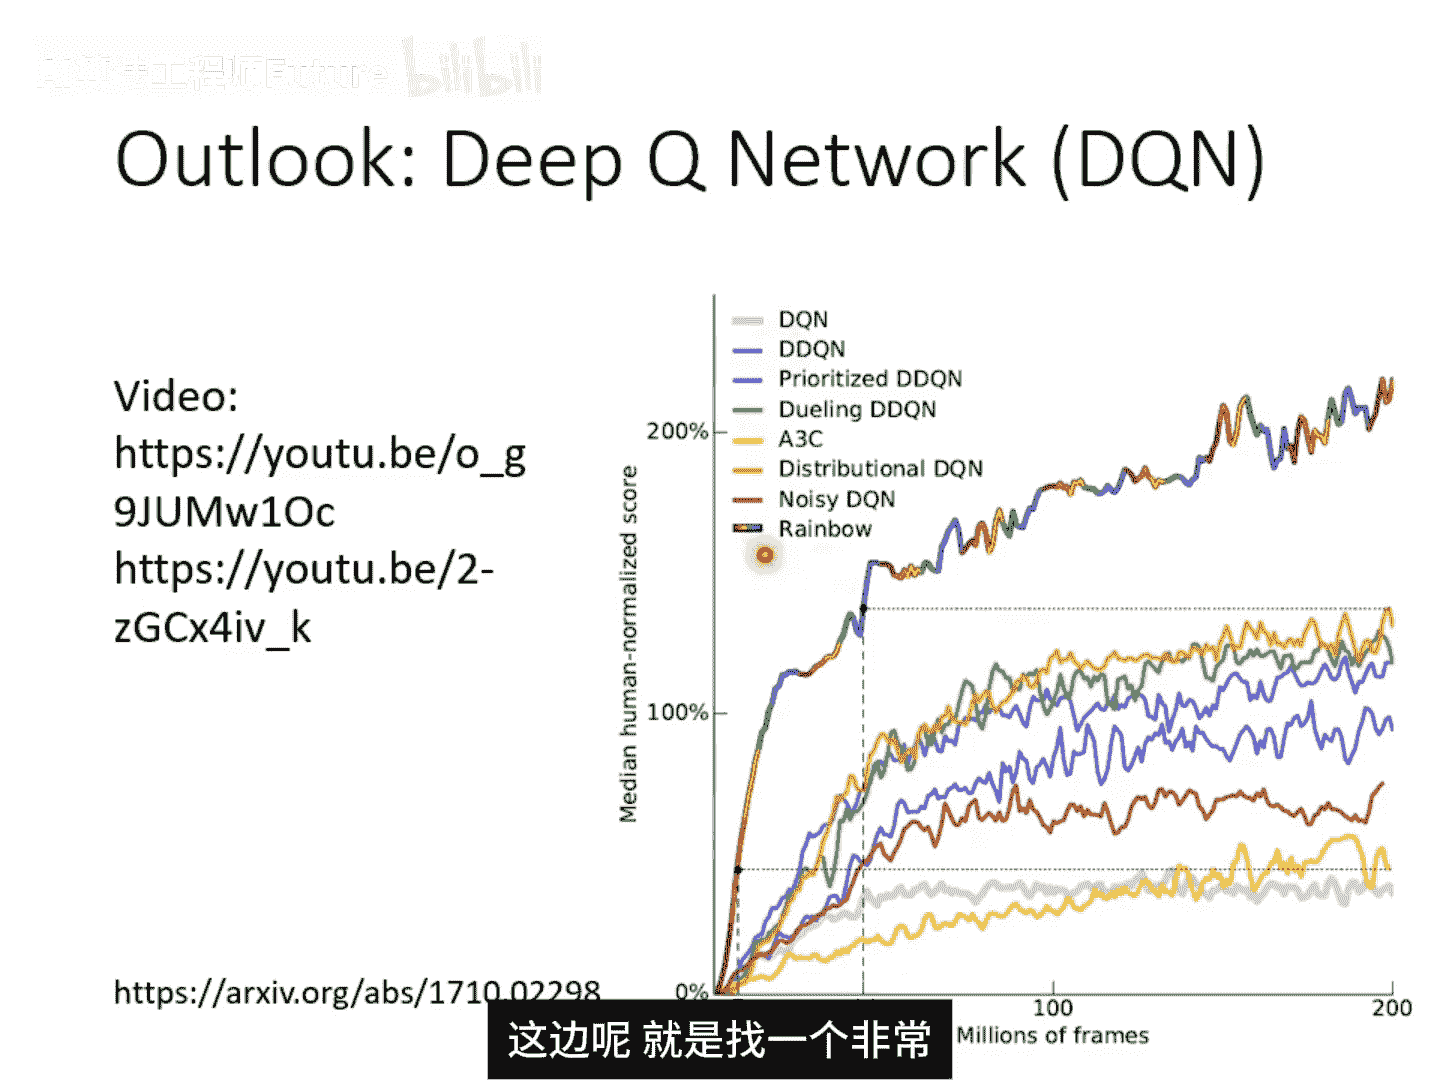 bilibili
Outlook: Deep Q Network (DQN)
Video:
https://youtu.be/o_g
9JUMw1Oc
https://youtu.be/2-
zGCx4iv_k
https://arxiv.org/abs/1710.02298
DQN
DDQN
Prioritized DDQN
Dueling DDQN
A3C
Distributional DQN
Noisy DQN
Rainbow
200%
100%
0%
Median human-normalized score
100
200
Millions of frames
这边呢 就是找一个非常